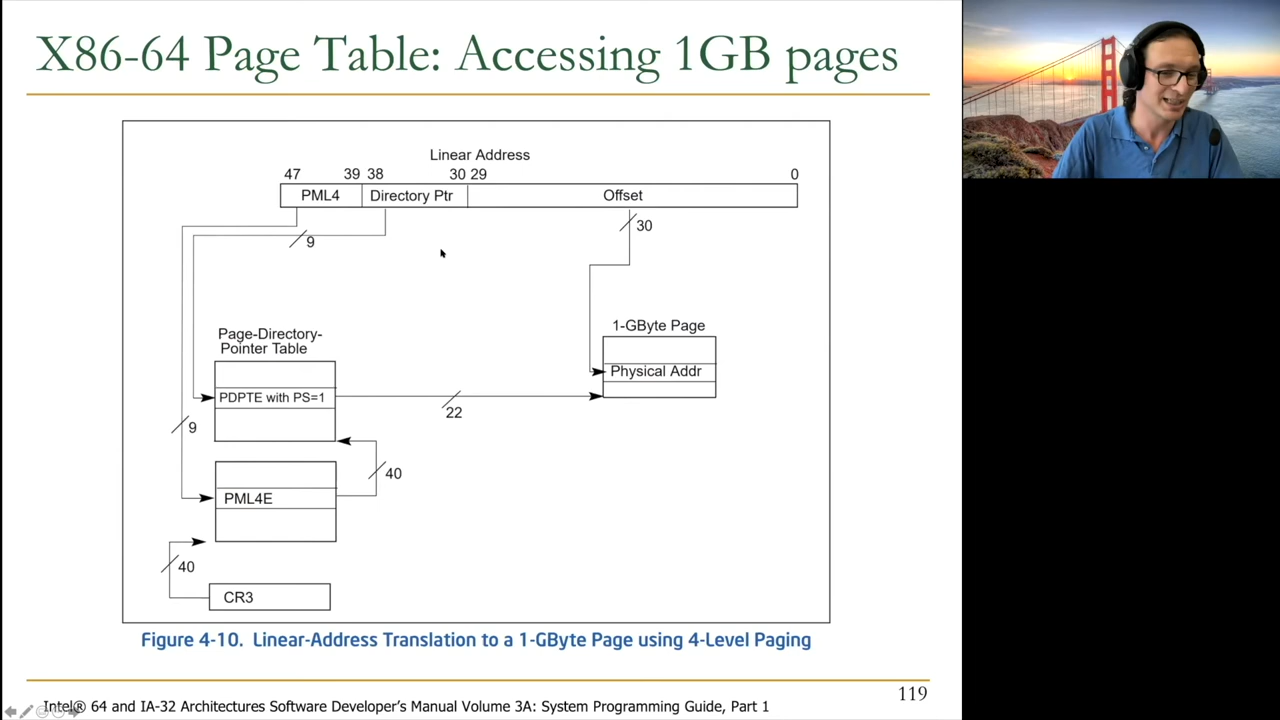 X86-64 Page Table: Accessing 1GB pages
Linear Address
47 39 38 30 29 0
PML4 Directory Ptr Offset
9
30
Page-Directory-
Pointer Table
1-GByte Page
Physical Addr
PDPTE with PS=1
22
9
40
PML4E
40
CR3
Figure 4-10. Linear-Address Translation to a 1-GByte Page using 4-Level Paging
119
Intel® 64 and IA-32 Architectures Software Developer's Manual Volume 3A: System Programming Guide, Part 1